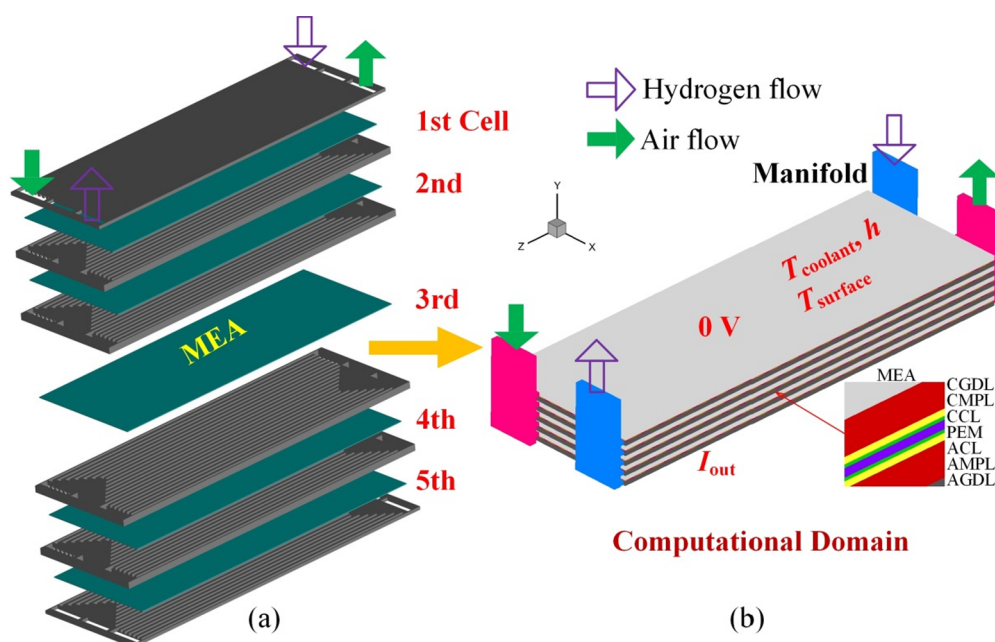 1st Cell
2nd
3rd
4th
5th
MEA
(a)
Hydrogen flow
Air flow
Manifold
Y
Z
X
T coolant, h
T surface
0 V
I out
MEA
CGDL
CMPL
CCL
PEM
ACL
AMPL
AGDL
Computational Domain
(b)